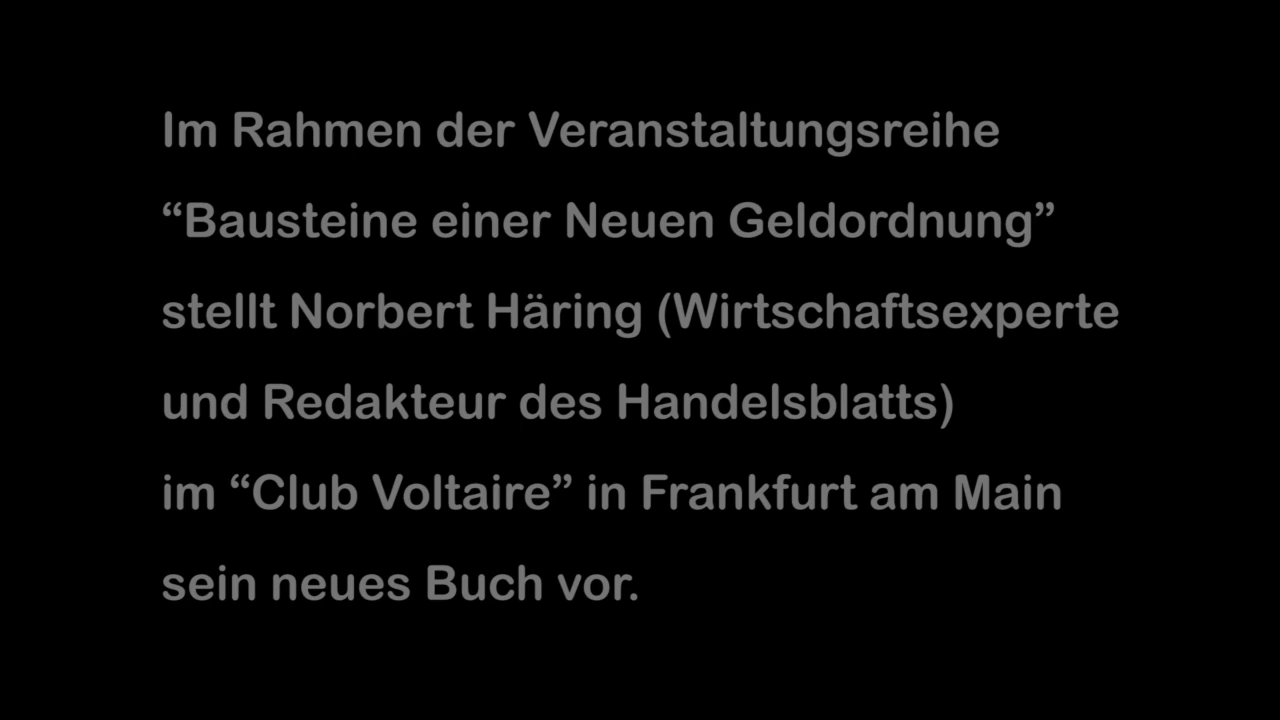 Im Rahmen der Veranstaltungsreihe
“Bausteine einer Neuen Geldordnung”
stellt Norbert Häring (Wirtschaftsexperte
und Redakteur des Handelsblatts)
im “Club Voltaire” in Frankfurt am Main
sein neues Buch vor.